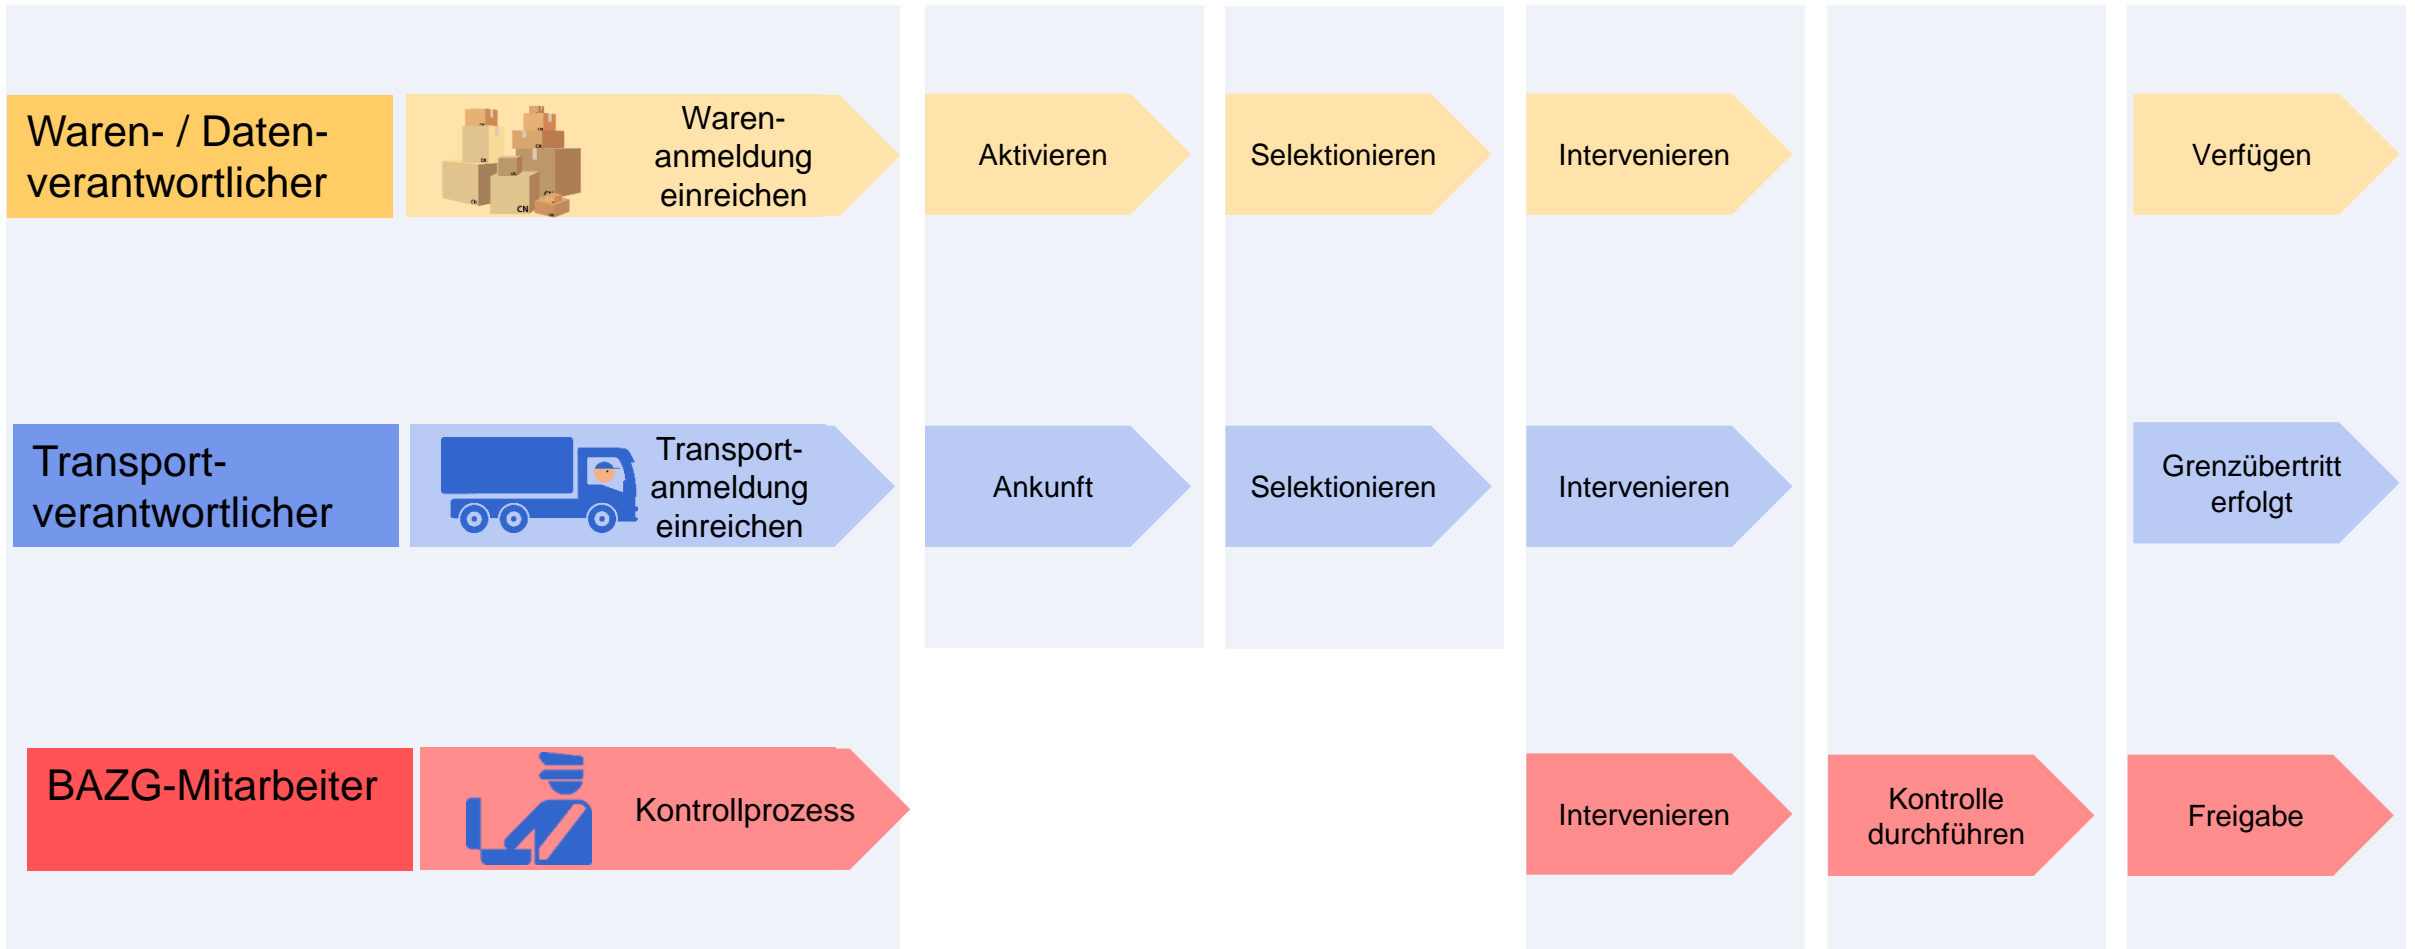 Waren- / Daten-
verantwortlicher
Waren-
anmeldung
einreichen
Aktivieren
Selektionieren
Intervenieren
Verfügen
Transport-
verantwortlicher
Transport-
anmeldung
einreichen
Ankunft
Selektionieren
Intervenieren
Grenzübertritt
erfolgt
BAZG-Mitarbeiter
Kontrollprozess
Intervenieren
Kontrolle
durchführen
Freigabe
CN